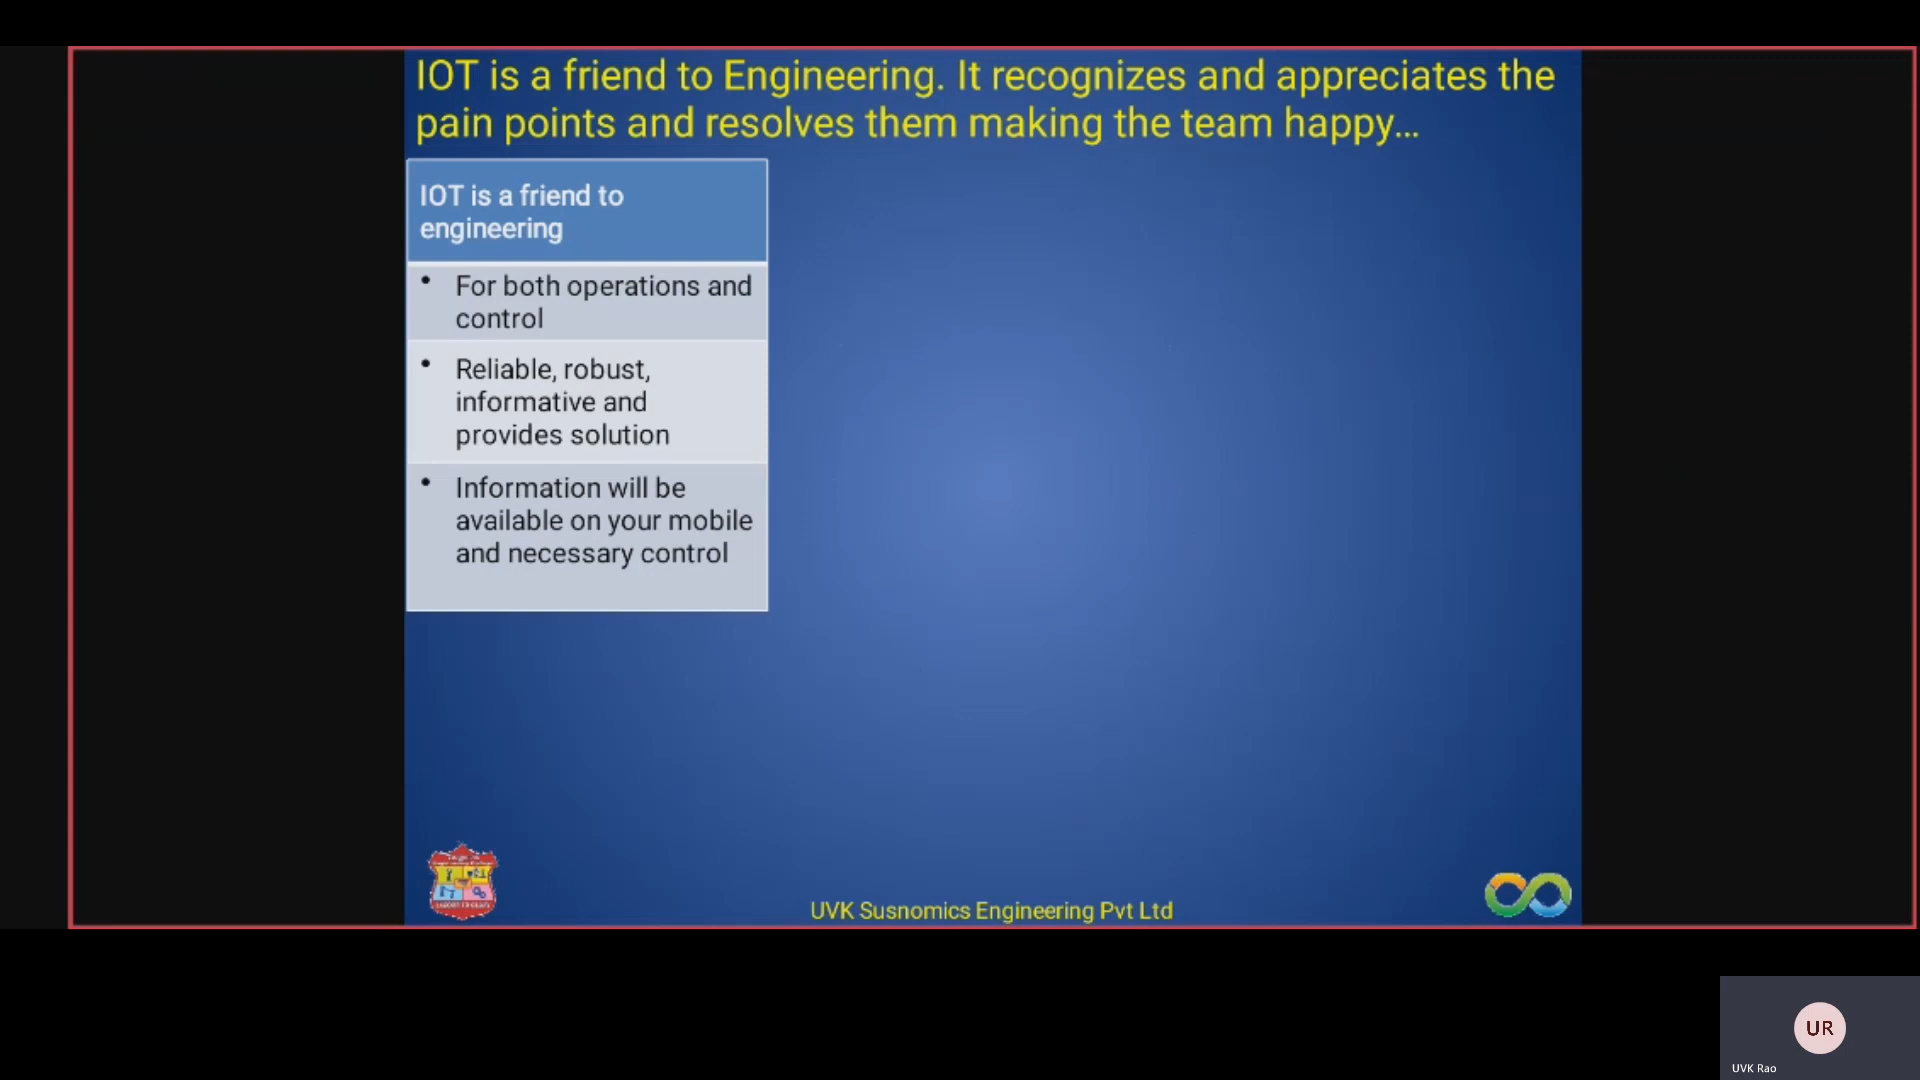 IOT is a friend to Engineering. It recognizes and appreciates the
pain points and resolves them making the team happy...
IOT is a friend to
engineering
• For both operations and
control
• Reliable, robust,
informative and
provides solution
• Information will be
available on your mobile
and necessary control
UVK Susnomics Engineering Pvt Ltd
UR
UVK Rao